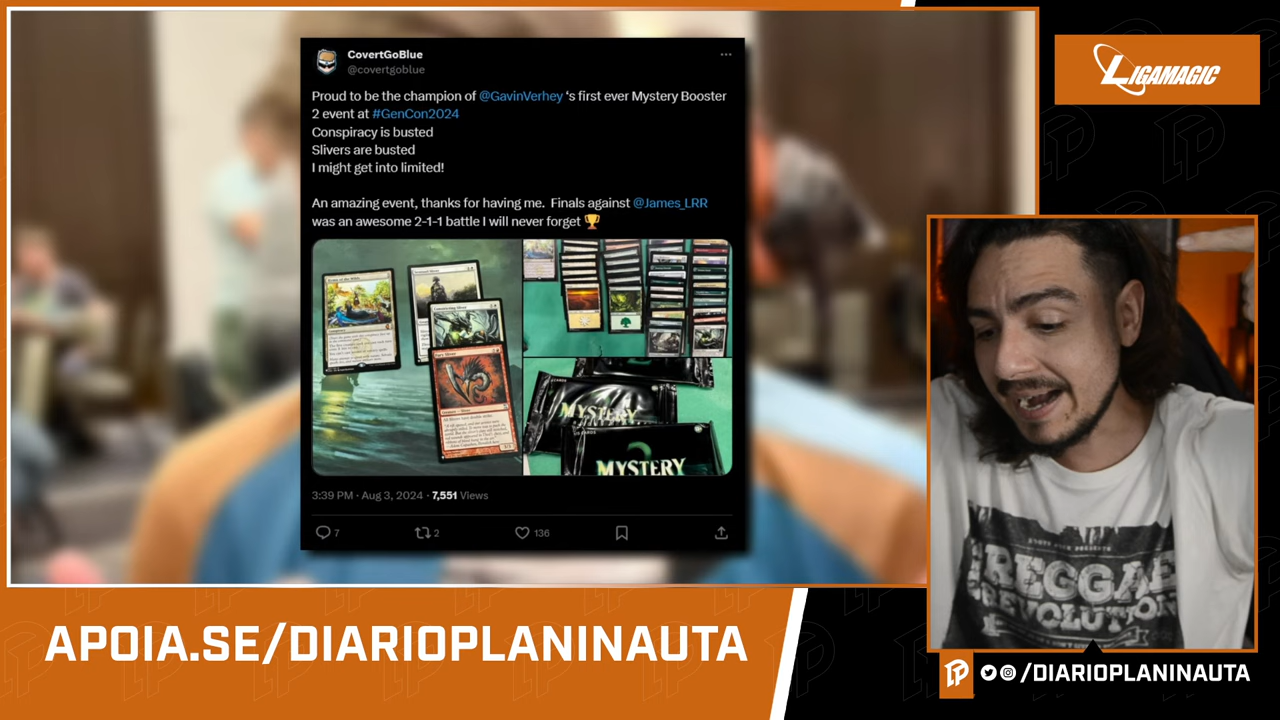 CovertGoBlue
@covertgoblue
Proud to be the champion of @GavinVerhey 's first ever Mystery Booster
2 event at #GenCon2024
Conspiracy is busted
Slivers are busted
I might get into limited!
An amazing event, thanks for having me. Finals against @James_LRR
was an awesome 2-1-1 battle I will never forget 🏆
MYSTERY
MYSTERY
3:39 PM · Aug 3, 2024 · 7,551 Views
7
2
136
LIGAMAGIC
REGGAE
REVOLUTION
APOIA.SE/DIARIOPLANINAUTA
/DIARIOPLANINAUTA